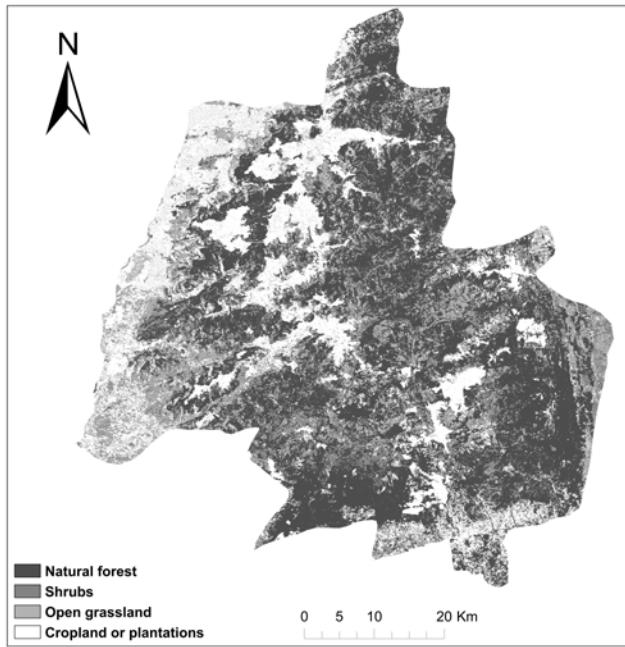 N
Natural forest
Shrubs
Open grassland
Cropland or plantations
0 5 10 20 Km